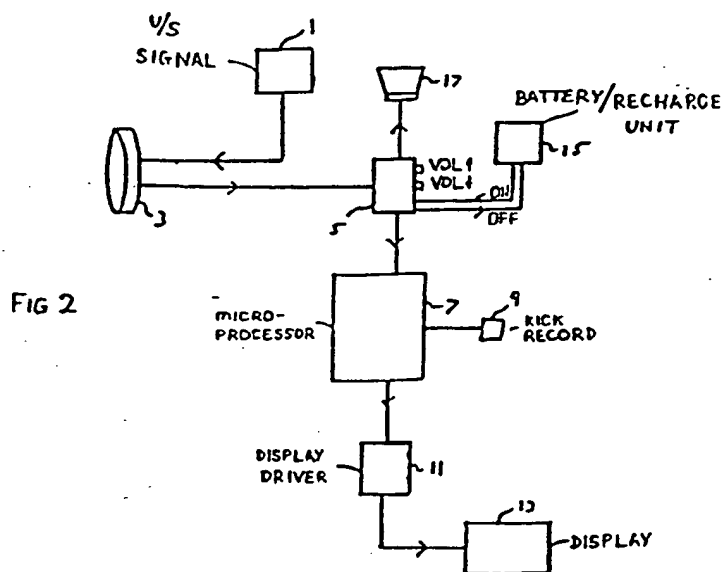 U/S
SIGNAL
1
17
BATTERY/RECHARGE
UNIT
15
VOL↑
VOL↓
ON
OFF
3
5
FIG 2
MICRO-
PROCESSOR
7
9
KICK
RECORD
DISPLAY
DRIVER
11
13
DISPLAY